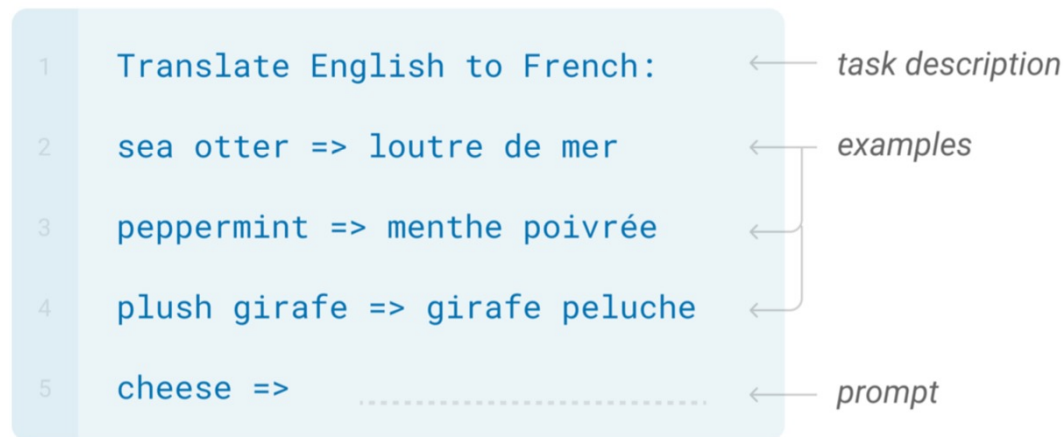 1 Translate English to French: task description
2 sea otter => loutre de mer examples
3 peppermint => menthe poivrée
4 plush girafe => girafe peluche
5 cheese => prompt